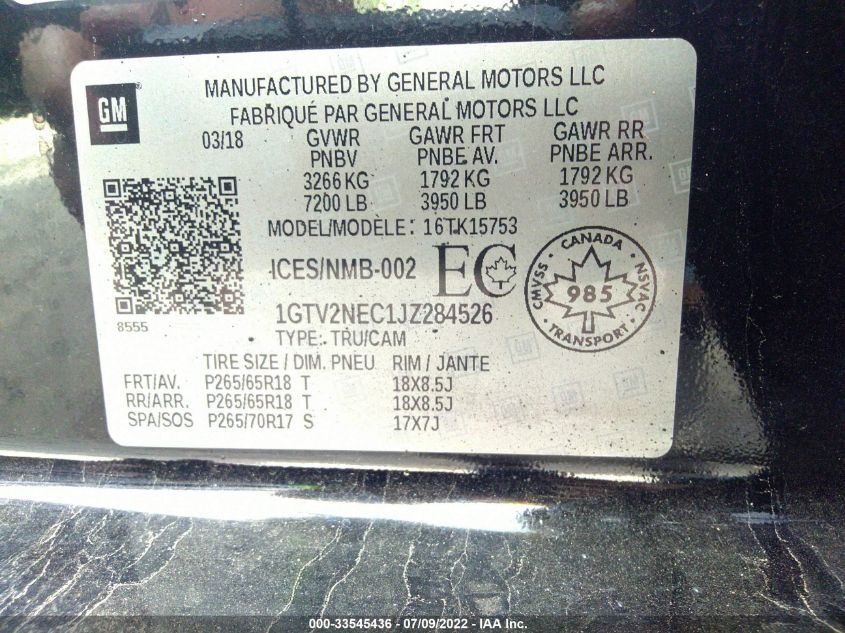 GM
MANUFACTURED BY GENERAL MOTORS LLC
FABRIQUÉ PAR GENERAL MOTORS LLC
03/18 GVWR GAWR FRT GAWR RR
PNBV PNBE AV. PNBE ARR.
3266 KG 1792 KG 1792 KG
7200 LB 3950 LB 3950 LB
MODEL/MODÈLE: 16TK15753
ICES/NMB-002 EC
CANADA
CMVSS 985 NSVAC
TRANSPORT
1GTV2NEC1JZ284526
8555
TYPE: TRU/CAM
TIRE SIZE / DIM. PNEU RIM / JANTE
FRT/AV. P265/65R18 T 18X8.5J
RR/ARR. P265/65R18 T 18X8.5J
SPA/SOS P265/70R17 S 17X7J
000-33545436 - 07/09/2022 - IAA Inc.